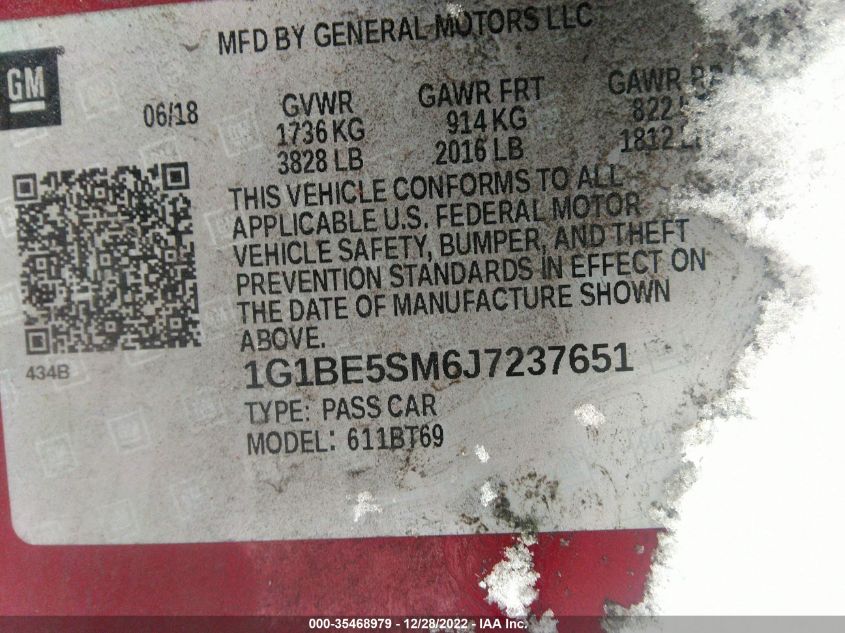 MFD BY GENERAL MOTORS LLC
GM
06/18
GVWR
1736 KG
3828 LB
GAWR FRT
914 KG
2016 LB
GAWR
822
1812
THIS VEHICLE CONFORMS TO ALL
APPLICABLE U.S. FEDERAL MOTOR
VEHICLE SAFETY, BUMPER, AND THEFT
PREVENTION STANDARDS IN EFFECT ON
THE DATE OF MANUFACTURE SHOWN
ABOVE.
434B
1G1BE5SM6J7237651
TYPE: PASS CAR
MODEL: 611BT69
000-35468979 - 12/28/2022 - IAA Inc.